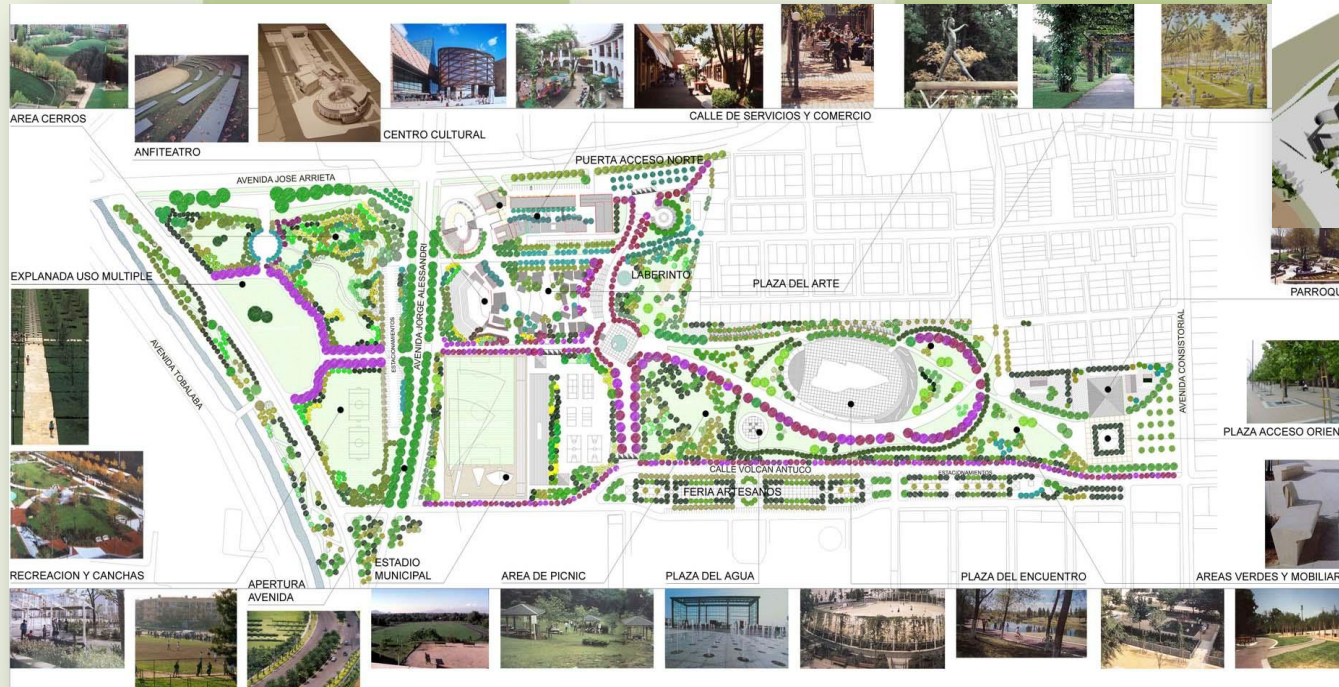 AREA CERROS
ANFITEATRO
CENTRO CULTURAL
CALLE DE SERVICIOS Y COMERCIO
PUERTA ACCESO NORTE
AVENIDA JOSE ARRIETA
EXPLANADA USO MULTIPLE
AVENIDA JORGE ALESSANDRI
ESTACIONAMIENTOS
LABERINTO
PLAZA DEL ARTE
PARROQU
AVENIDA TOBALABA
AVENIDA CONSISTORIAL
PLAZA ACCESO ORIEN
CALLE VOLCAN ANTUCO
ESTACIONAMIENTOS
FERIA ARTESANOS
RECREACION Y CANCHAS
APERTURA
AVENIDA
ESTADIO
MUNICIPAL
AREA DE PICNIC
PLAZA DEL AGUA
PLAZA DEL ENCUENTRO
AREAS VERDES Y MOBILIAR